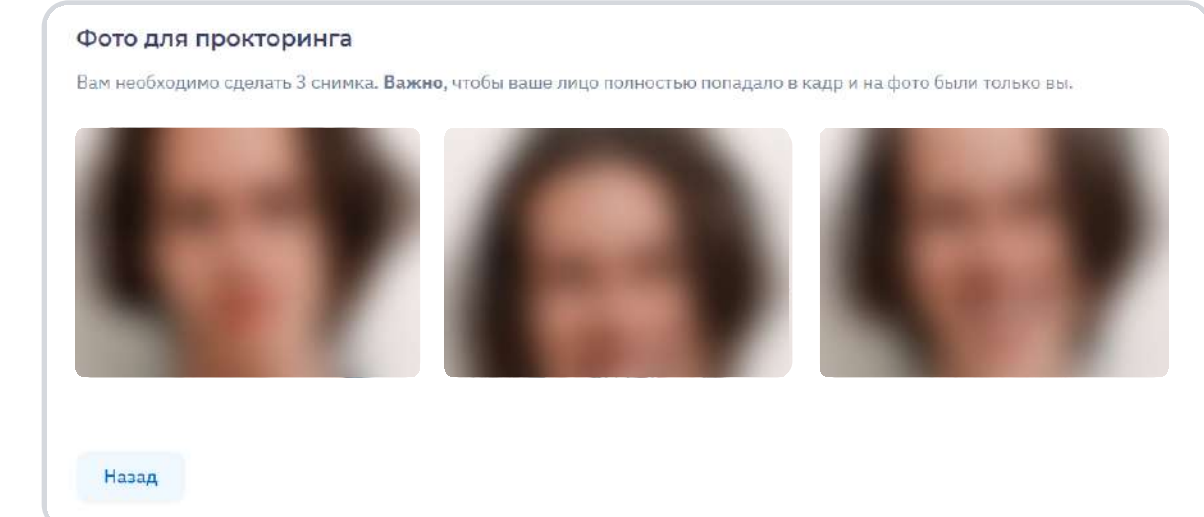 Фото для прокторинга
Вам необходимо сделать 3 снимка. Важно, чтобы ваше лицо полностью попадало в кадр и на фото были только вы.
Назад